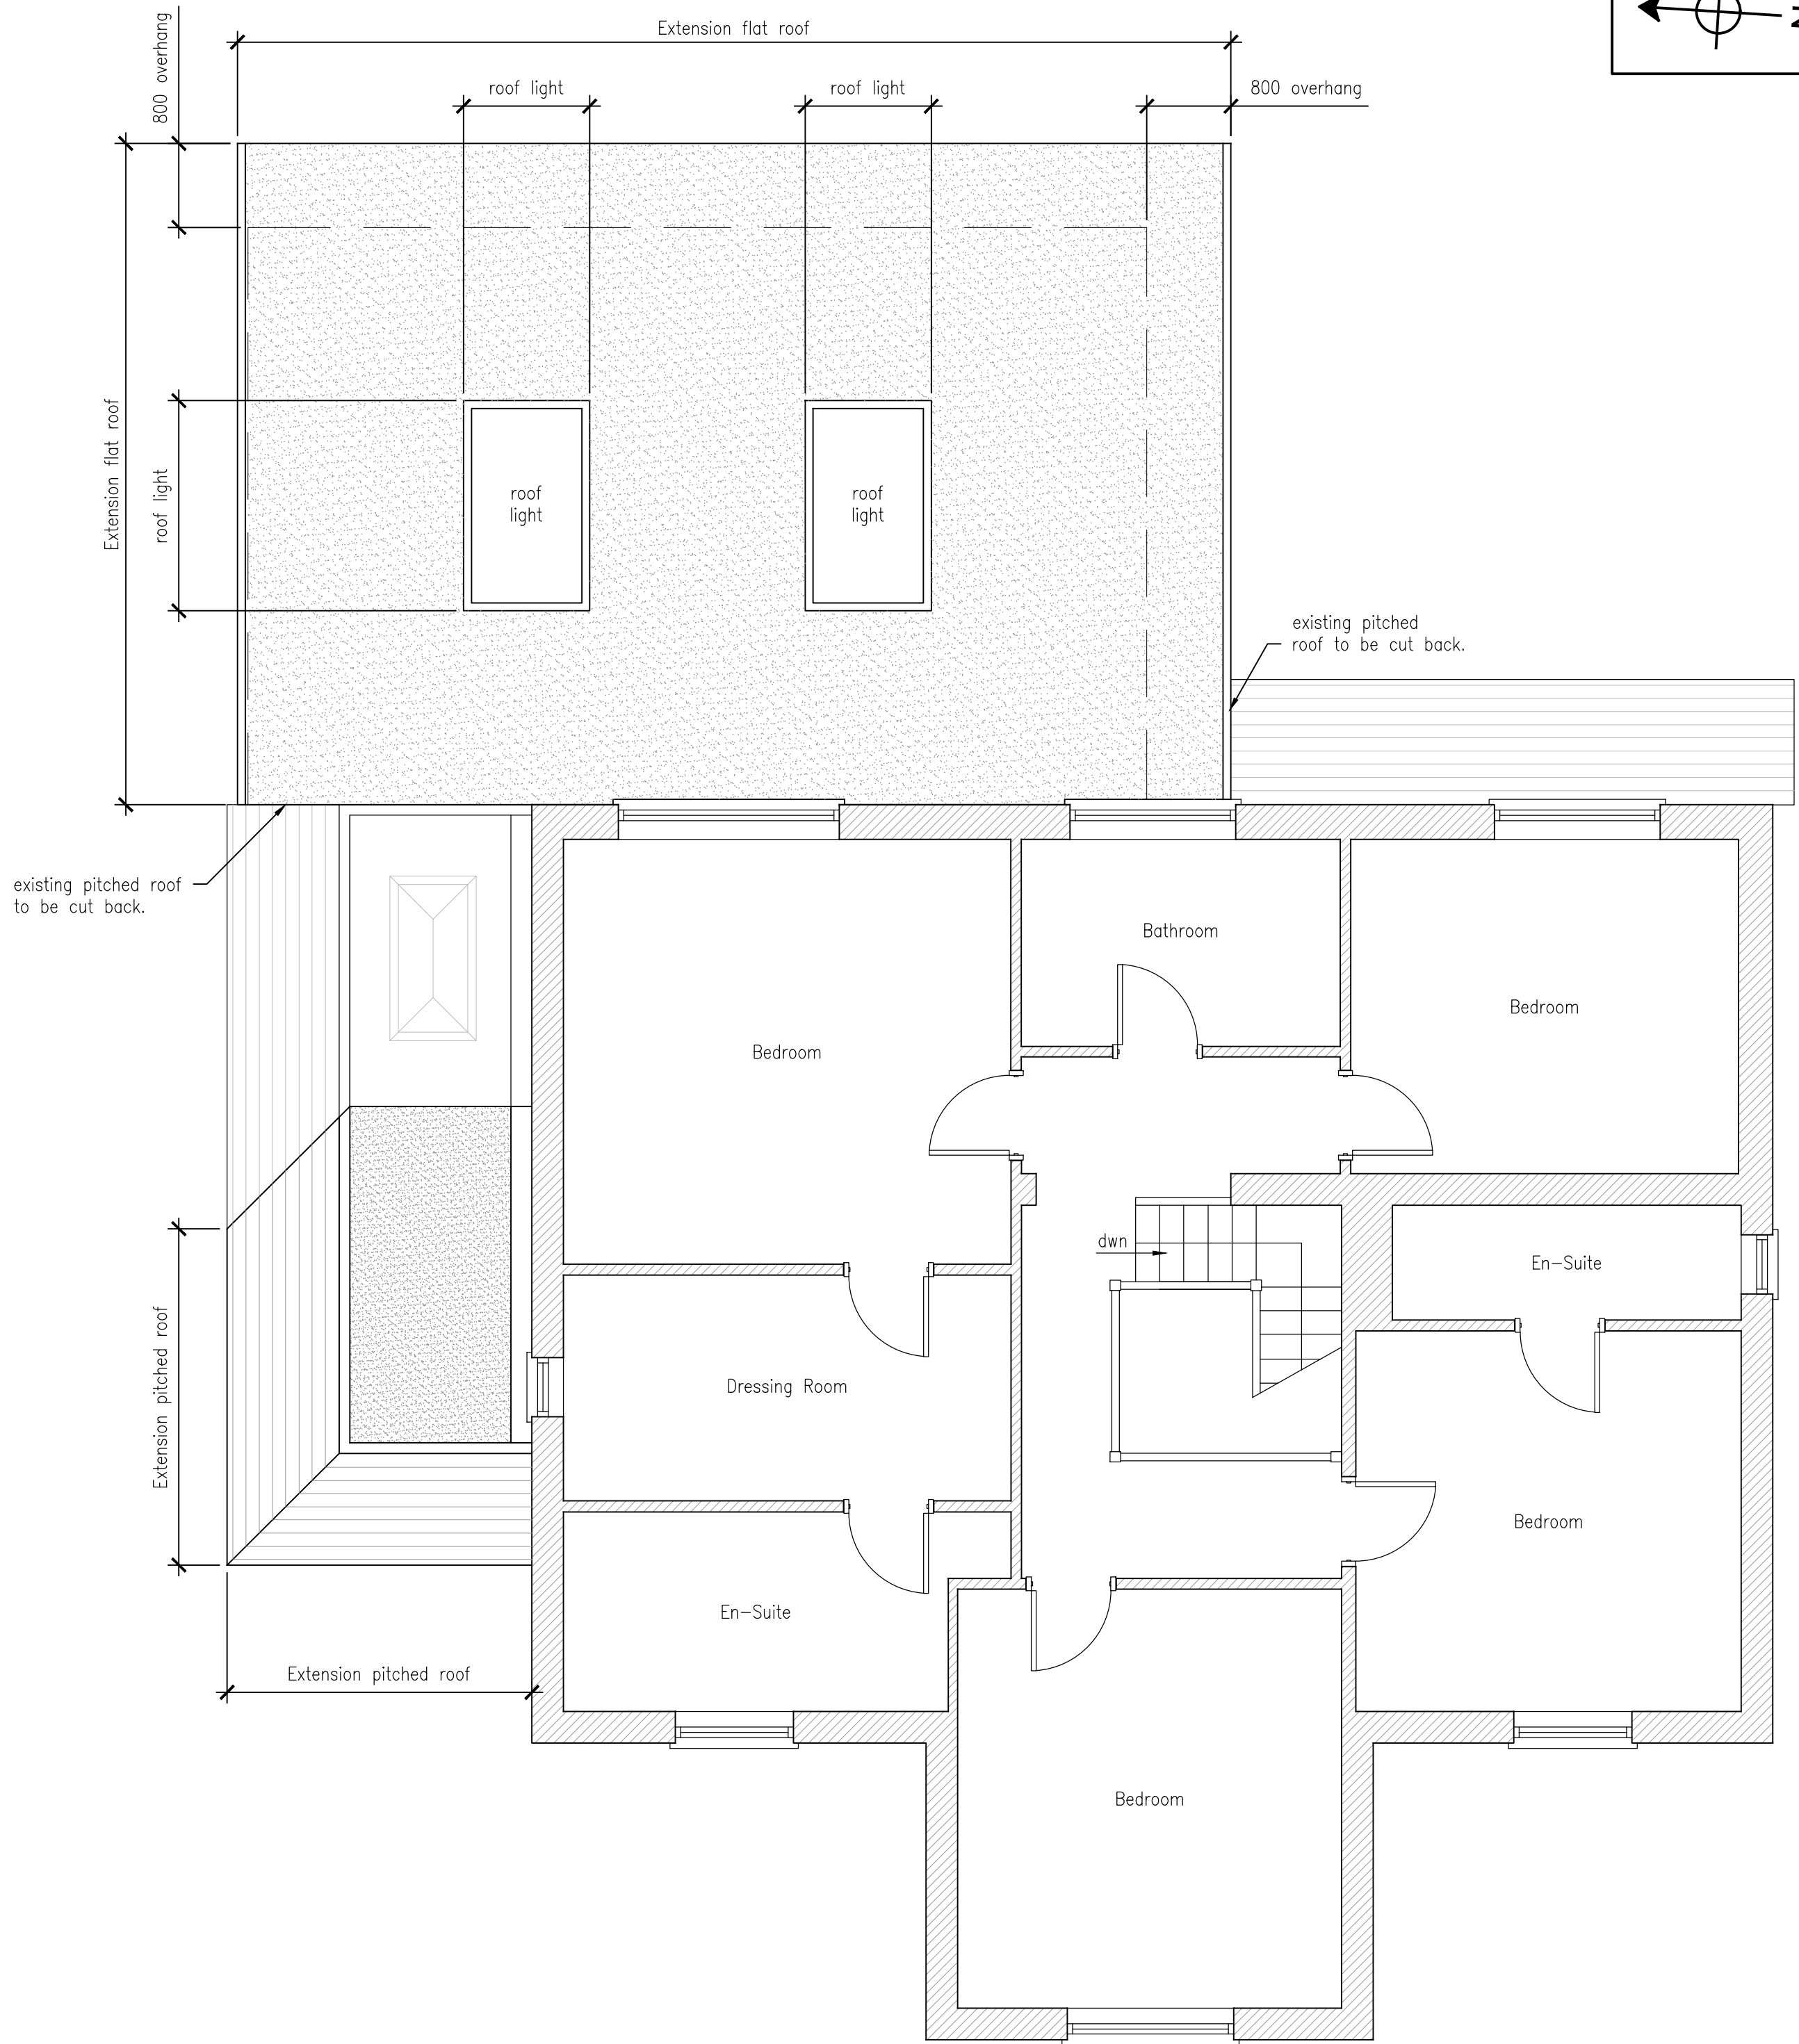 Extension flat roof
800 overhang
roof light
roof light
800 overhang
N
Extension flat roof
roof light
roof
light
roof
light
existing pitched
roof to be cut back.
existing pitched roof
to be cut back.
Bathroom
Bedroom
Bedroom
dwn
En-Suite
Extension pitched roof
Dressing Room
Bedroom
En-Suite
Extension pitched roof
Bedroom